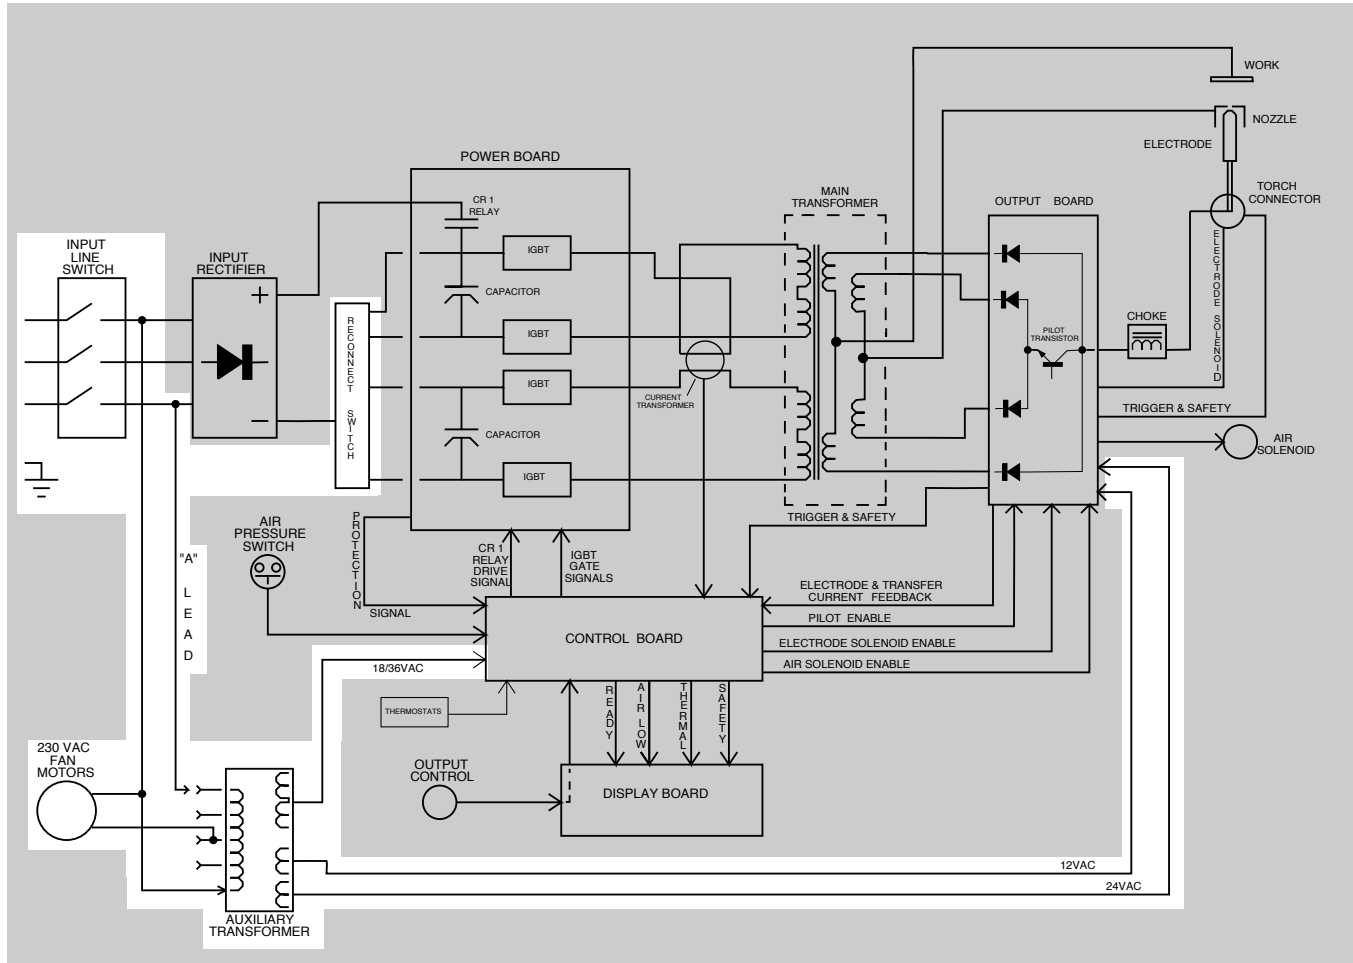 WORK
NOZZLE
ELECTRODE
POWER BOARD
MAIN
TRANSFORMER
TORCH
CONNECTOR
OUTPUT BOARD
CR 1
RELAY
INPUT
LINE
SWITCH
INPUT
RECTIFIER
+
IGBT
CAPACITOR
ELECTRODE SOLENOID
CHOKE
RECONNECT SWITCH
IGBT
PILOT
TRANSISTOR
IGBT
CURRENT
TRANSFORMER
TRIGGER & SAFETY
CAPACITOR
AIR
SOLENOID
IGBT
PROTECTION
SIGNAL
AIR
PRESSURE
SWITCH
TRIGGER & SAFETY
"A"
LEAD
CR 1
RELAY
DRIVE
SIGNAL
IGBT
GATE
SIGNALS
ELECTRODE & TRANSFER
CURRENT FEEDBACK
PILOT ENABLE
CONTROL BOARD
ELECTRODE SOLENOID ENABLE
AIR SOLENOID ENABLE
18/36VAC
THERMOSTATS
READY
AIR LOW
THERMAL
SAFETY
230 VAC
FAN
MOTORS
OUTPUT
CONTROL
DISPLAY BOARD
12VAC
24VAC
AUXILIARY
TRANSFORMER